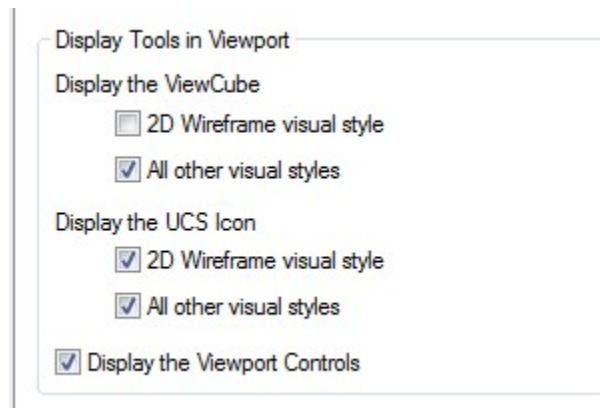 Display Tools in Viewport
Display the ViewCube
2D Wireframe visual style
All other visual styles
Display the UCS Icon
2D Wireframe visual style
All other visual styles
Display the Viewport Controls